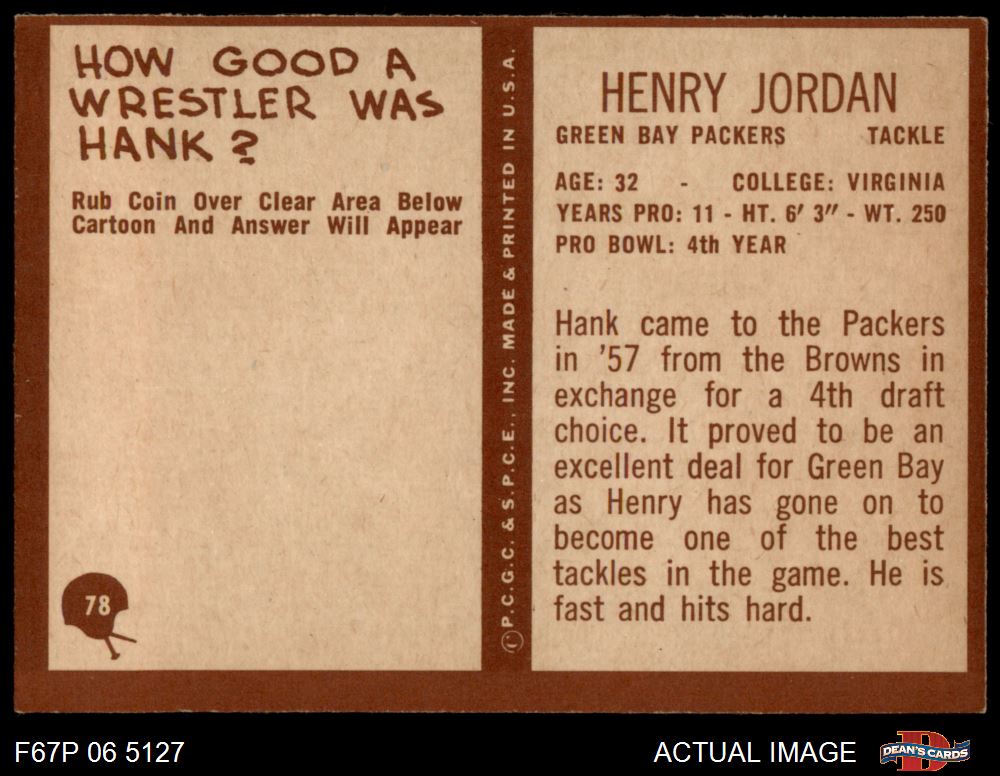 HOW GOOD A
WRESTLER WAS
HANK?
Rub Coin Over Clear Area Below
Cartoon And Answer Will Appear
78
©P.C.G.C. & S.P.C.E., INC. MADE & PRINTED IN U.S.A.
HENRY JORDAN
GREEN BAY PACKERS TACKLE
AGE: 32 - COLLEGE: VIRGINIA
YEARS PRO: 11 - HT. 6' 3" - WT. 250
PRO BOWL: 4th YEAR
Hank came to the Packers
in '57 from the Browns in
exchange for a 4th draft
choice. It proved to be an
excellent deal for Green Bay
as Henry has gone on to
become one of the best
tackles in the game. He is
fast and hits hard.
F67P 06 5127
ACTUAL IMAGE
D
DEAN'S CARDS